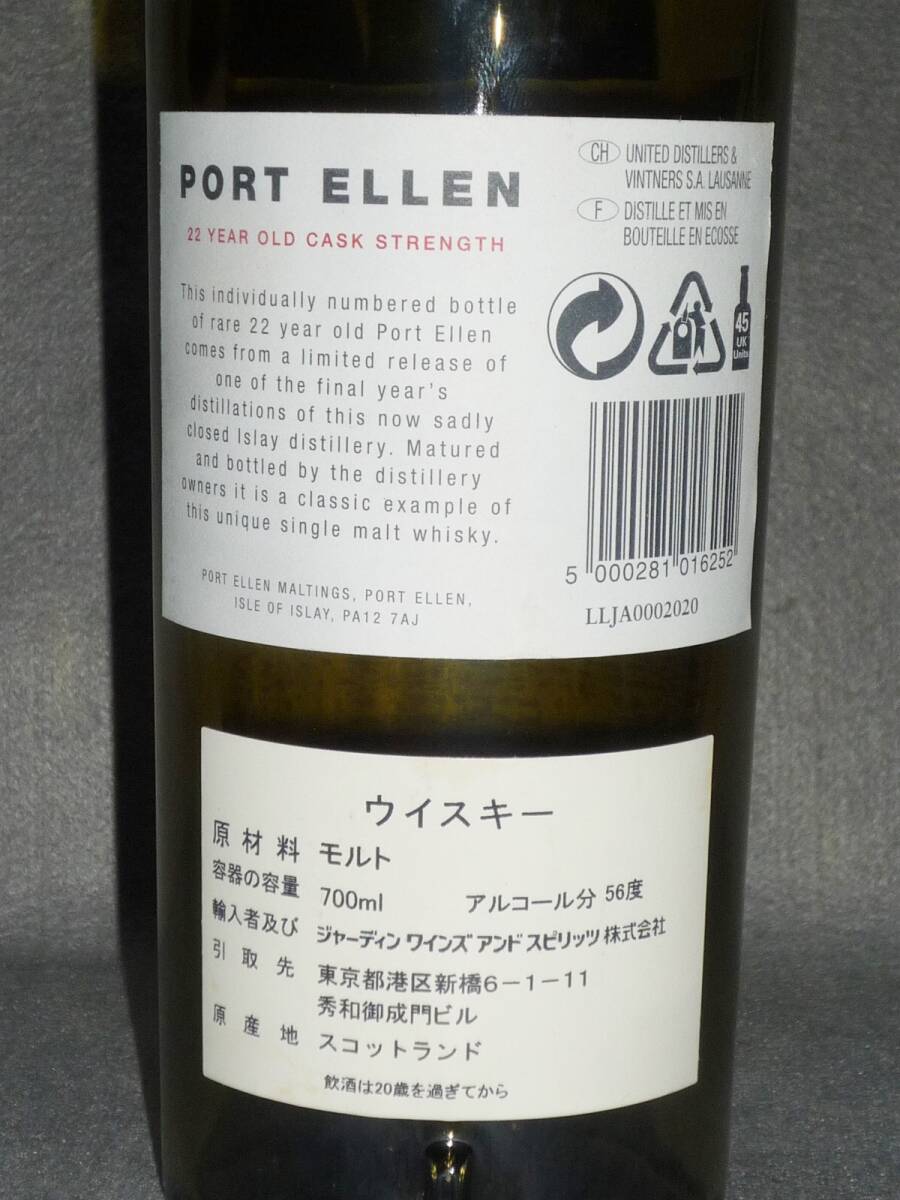 PORT ELLEN
22 YEAR OLD CASK STRENGTH
This individually numbered bottle
of rare 22 year old Port Ellen
comes from a limited release of
one of the final year's
distillations of this now sadly
closed Islay distillery. Matured
and bottled by the distillery
owners it is a classic example of
this unique single malt whisky.
PORT ELLEN MALTINGS, PORT ELLEN,
ISLE OF ISLAY, PA12 7AJ
CH UNITED DISTILLERS &
VINTNERS S.A. LAUSANNE
F DISTILLE ET MIS EN
BOUTEILLE EN ECOSSE
45
UK
Units
5 000281 016252
LLJA0002020
ウイスキー
原材料 モルト
容器の容量 700ml アルコール分 56度
輸入者及び ジャーディン ワインズ アンド スピリッツ 株式会社
引取先 東京都港区新橋6-1-11
秀和御成門ビル
原産地 スコットランド
飲酒は20歳を過ぎてから